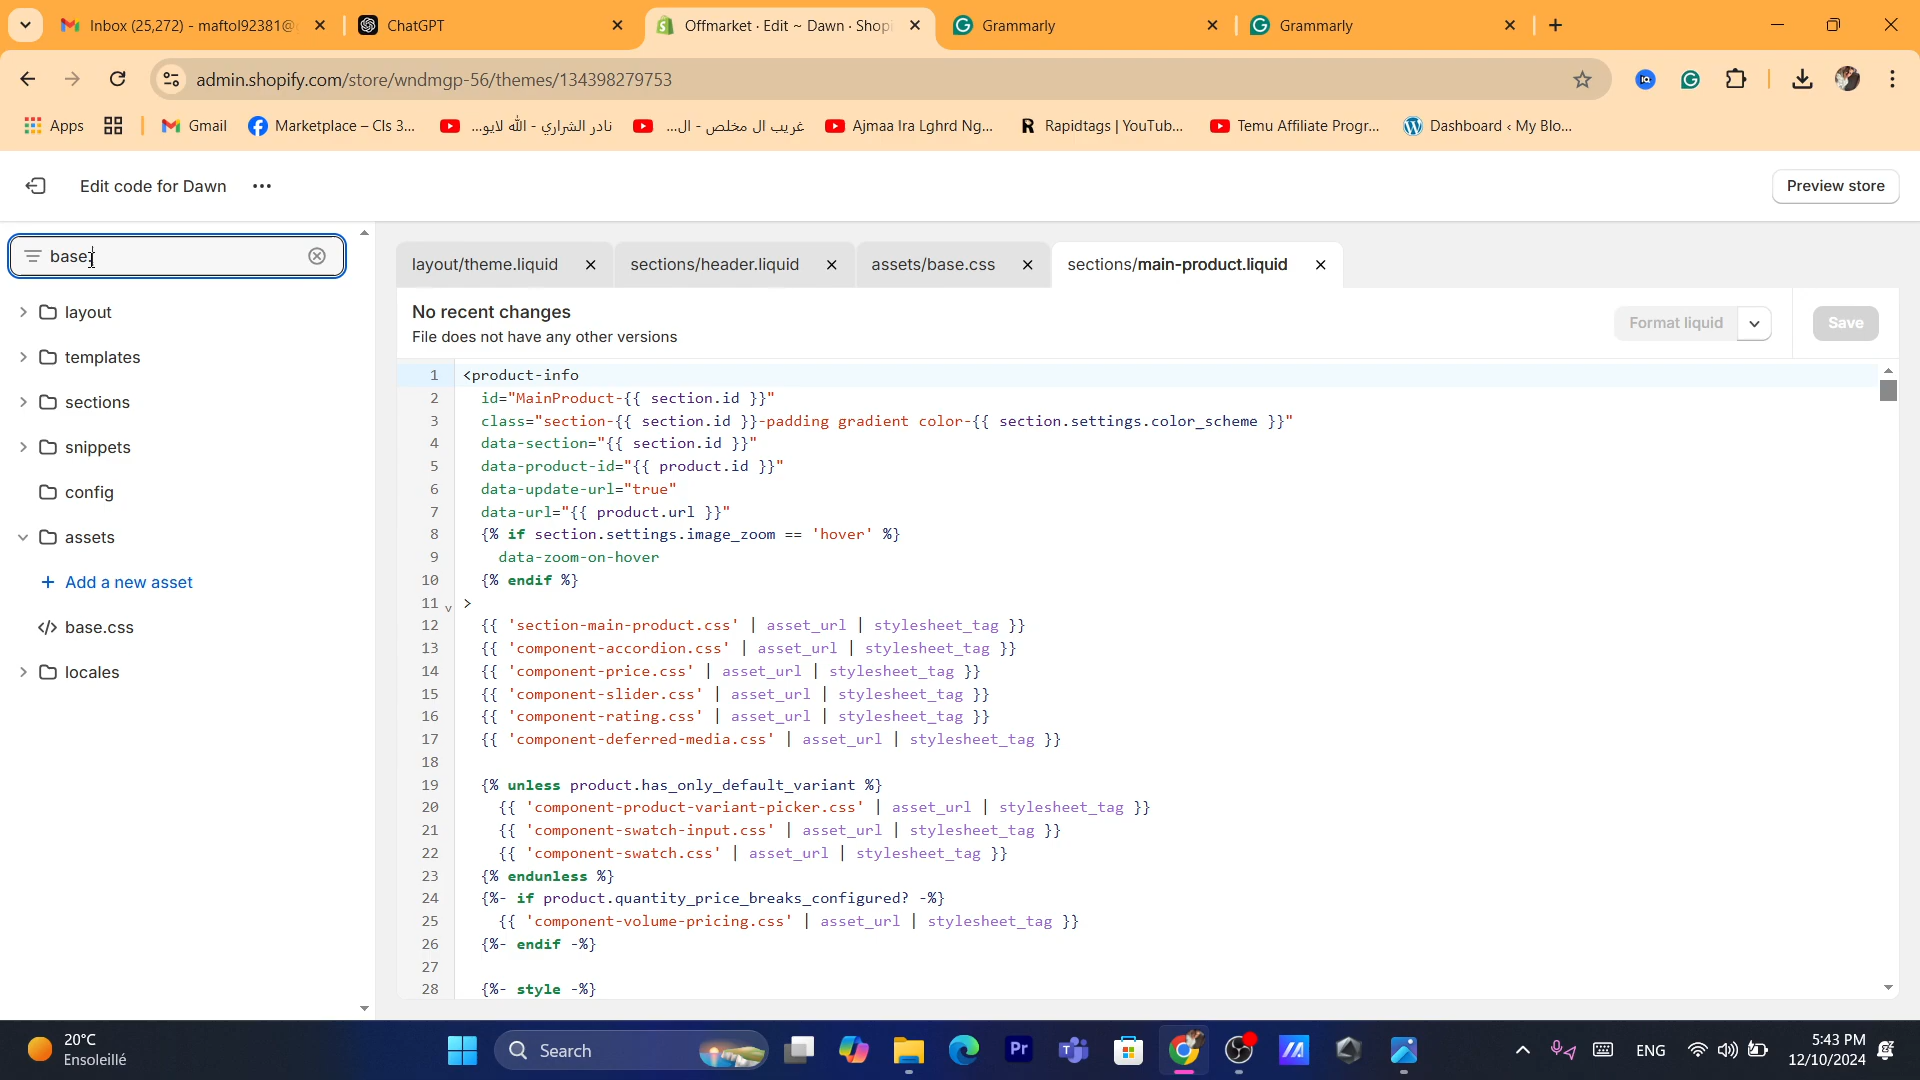 Inbox (25,272) - maftol92381@
ChatGPT
Offmarket · Edit ~ Dawn · Shopi
Grammarly
Grammarly
admin.shopify.com/store/wndmgp-56/themes/134398279753
Apps
Gmail
Marketplace – Cls 3...
نادر الشراري - الله لايو...
غريب ال مخلص - ال...
Ajmaa Ira Lghrd Ng...
Rapidtags | YouTub...
Temu Affiliate Progr...
Dashboard ‹ My Blo...
Edit code for Dawn
Preview store
base.
layout
templates
sections
snippets
config
assets
Add a new asset
base.css
locales
layout/theme.liquid
sections/header.liquid
assets/base.css
sections/main-product.liquid
No recent changes
File does not have any other versions
Format liquid
Save
1 <product-info
2 id="MainProduct-{{ section.id }}"
3 class="section-{{ section.id }}-padding gradient color-{{ section.settings.color_scheme }}"
4 data-section="{{ section.id }}"
5 data-product-id="{{ product.id }}"
6 data-update-url="true"
7 data-url="{{ product.url }}"
8 {% if section.settings.image_zoom == 'hover' %}
9 data-zoom-on-hover
10 {% endif %}
11 >
12 {{ 'section-main-product.css' | asset_url | stylesheet_tag }}
13 {{ 'component-accordion.css' | asset_url | stylesheet_tag }}
14 {{ 'component-price.css' | asset_url | stylesheet_tag }}
15 {{ 'component-slider.css' | asset_url | stylesheet_tag }}
16 {{ 'component-rating.css' | asset_url | stylesheet_tag }}
17 {{ 'component-deferred-media.css' | asset_url | stylesheet_tag }}
18
19 {% unless product.has_only_default_variant %}
20 {{ 'component-product-variant-picker.css' | asset_url | stylesheet_tag }}
21 {{ 'component-swatch-input.css' | asset_url | stylesheet_tag }}
22 {{ 'component-swatch.css' | asset_url | stylesheet_tag }}
23 {% endunless %}
24 {%- if product.quantity_price_breaks_configured? -%}
25 {{ 'component-volume-pricing.css' | asset_url | stylesheet_tag }}
26 {%- endif -%}
27
28 {%- style -%}
20°C
Ensoleillé
Search
Pr
ENG
5:43 PM
12/10/2024